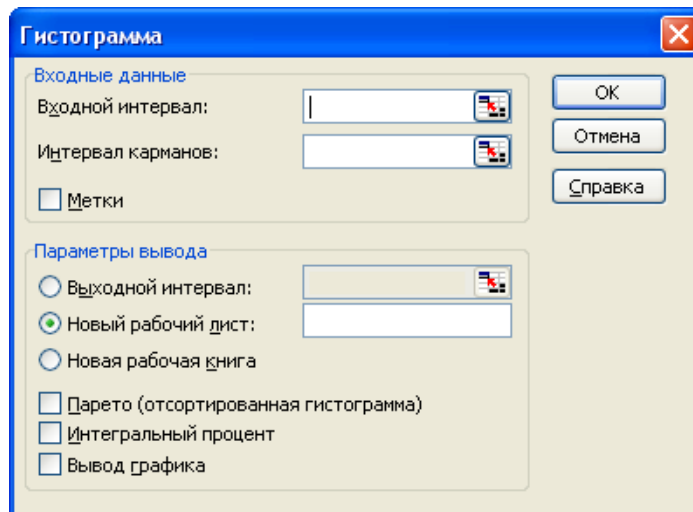 Гистограмма
Входные данные
Входной интервал:
Интервал карманов:
Метки
OK
Отмена
Справка
Параметры вывода
Выходной интервал:
Новый рабочий лист:
Новая рабочая книга
Парето (отсортированная гистограмма)
Интегральный процент
Вывод графика